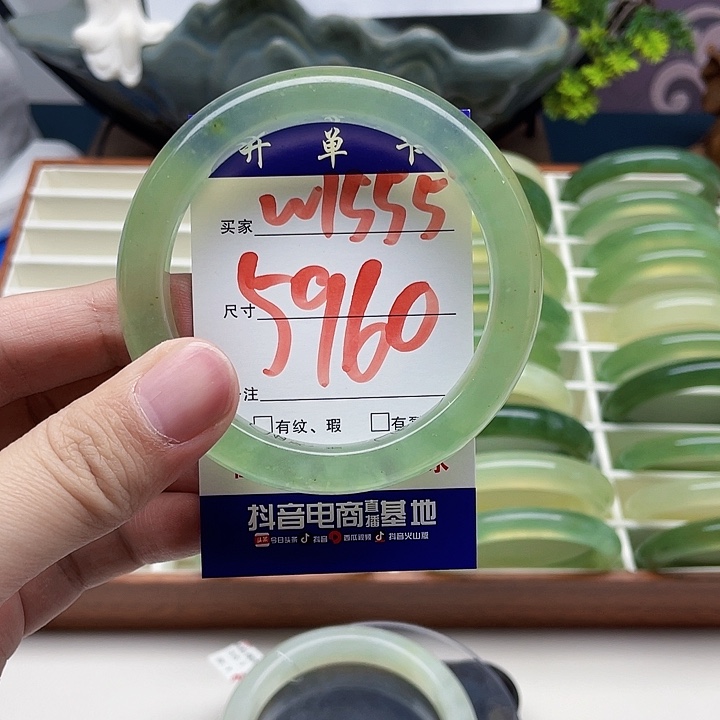 开单卡
买家 W1555
尺寸 5960
注
□有纹、瑕 □有
抖音电商直播基地
今日头条 抖音 西瓜视频 抖音火山版